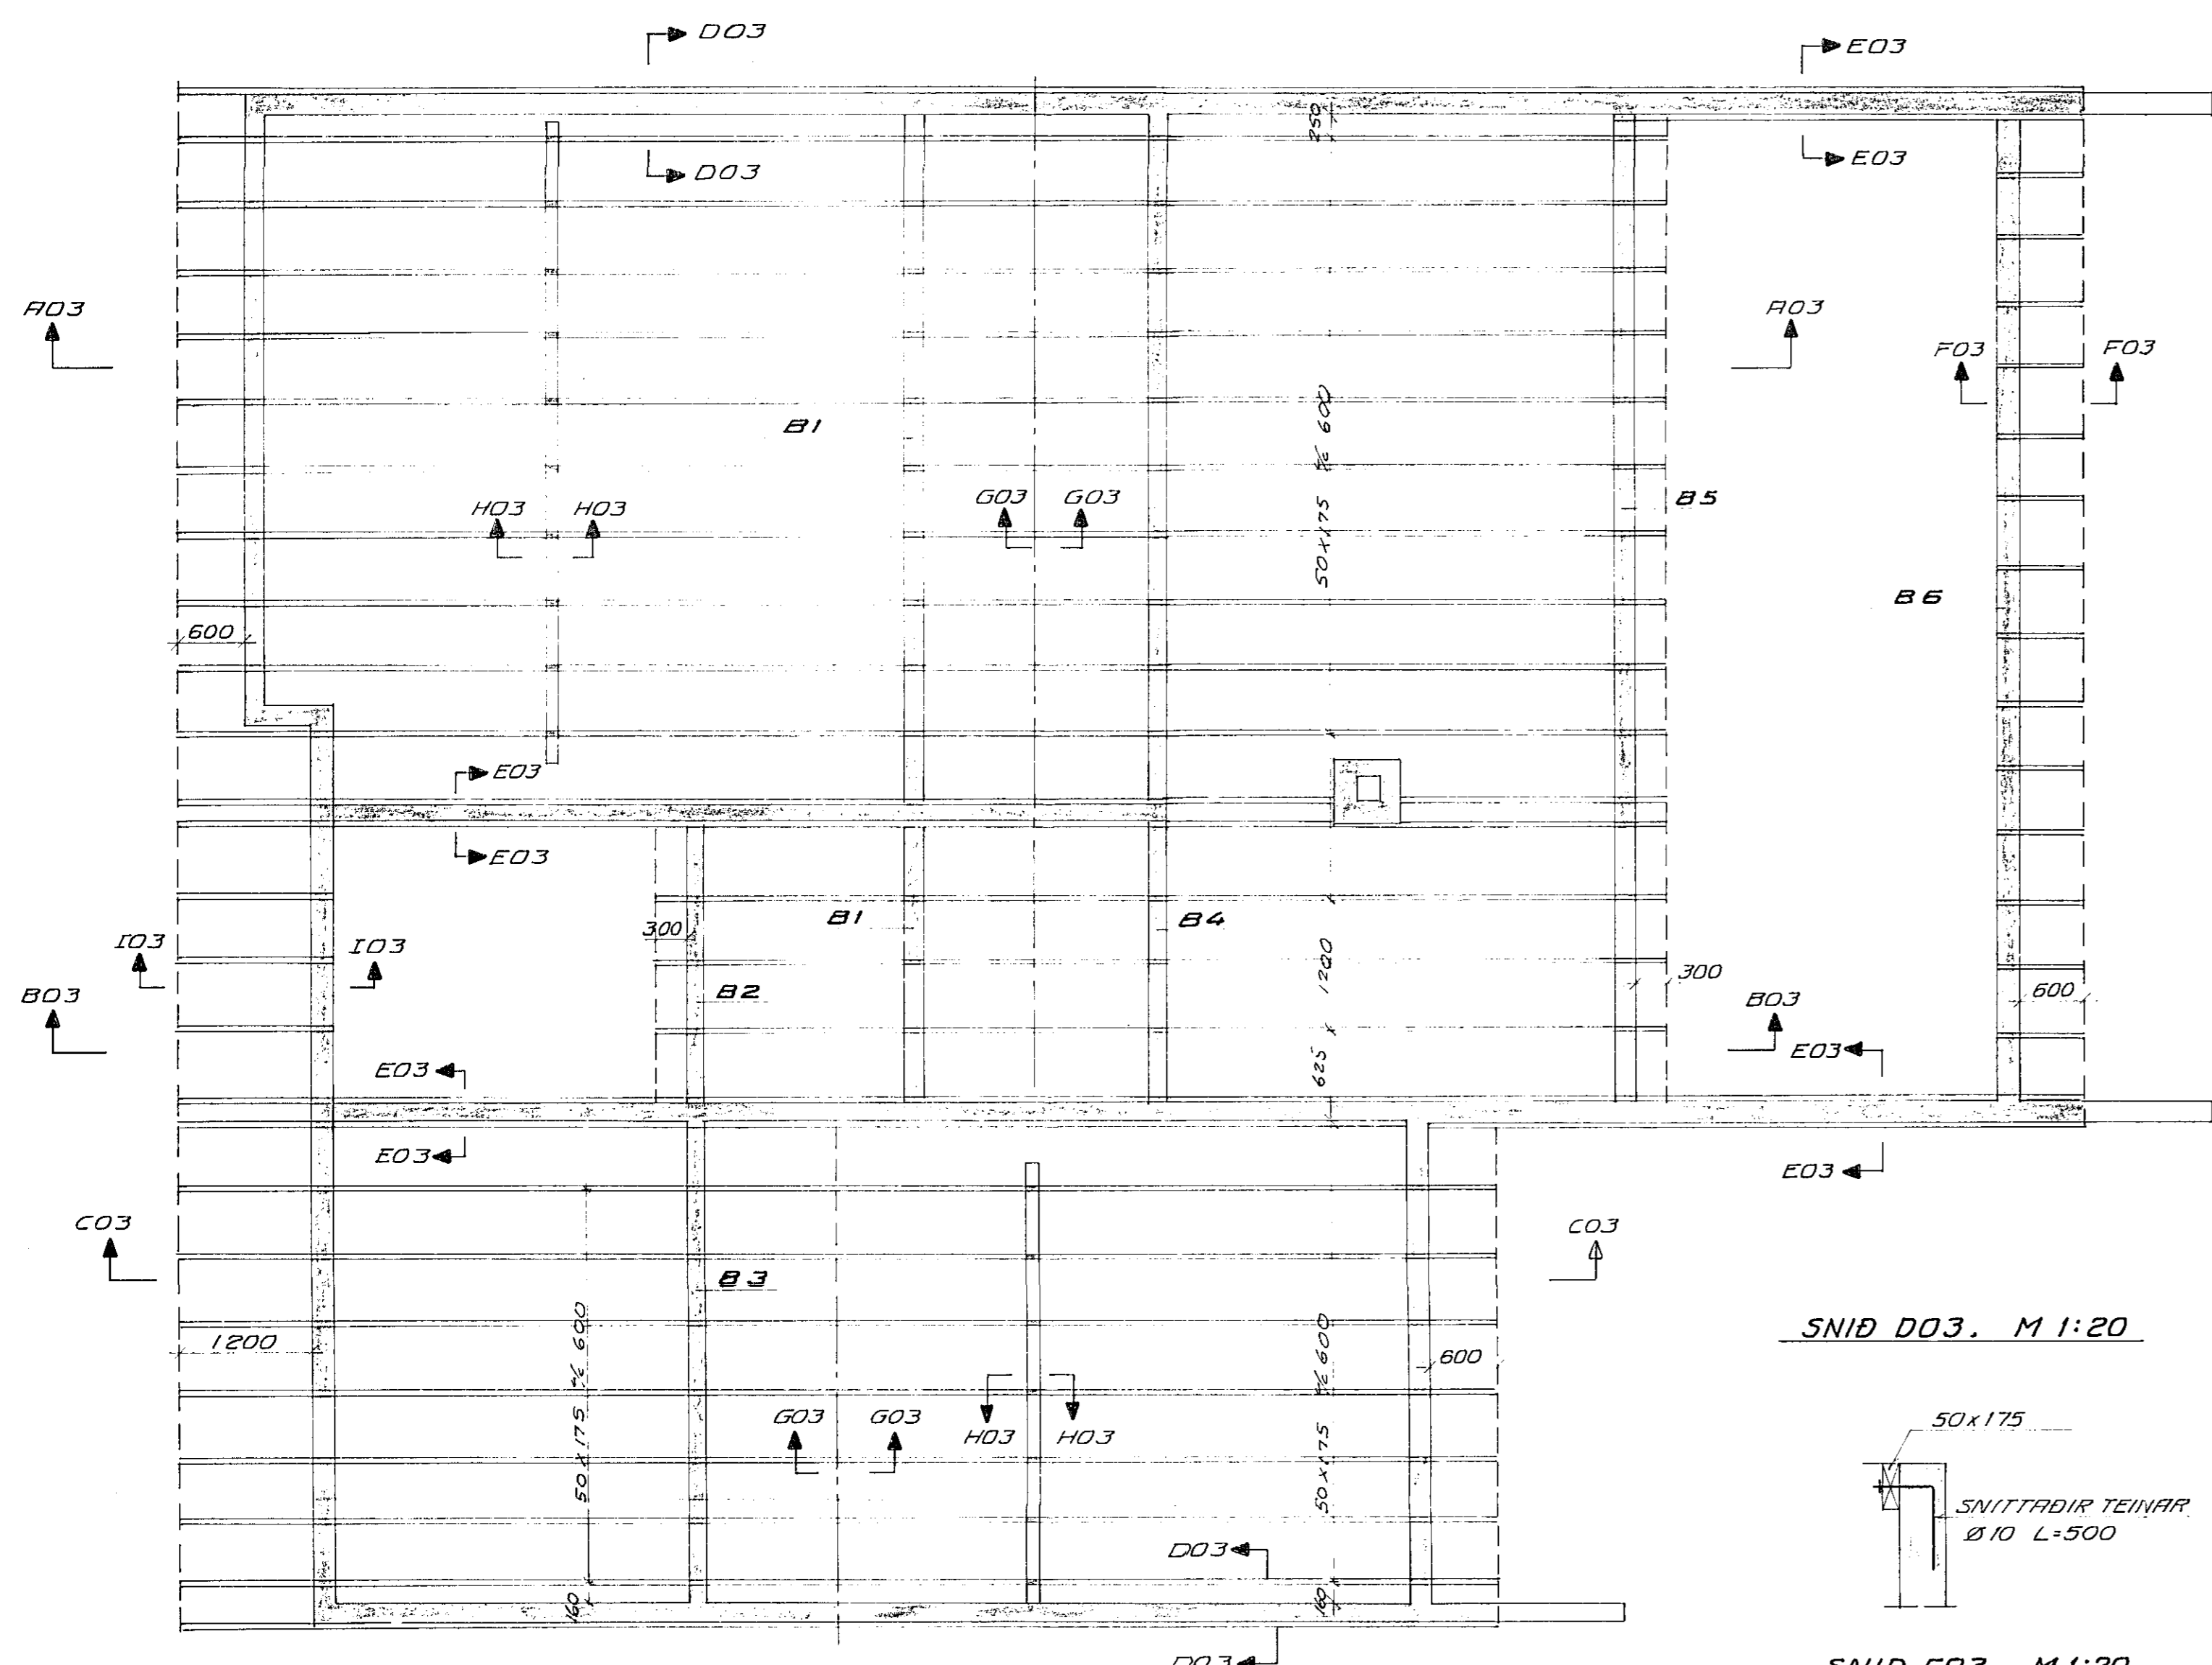 D03
E03
250
D03
E03
A03
A03
F03
F03
50x175 c/c 600
B1
H03
H03
G03
G03
B5
B6
600
E03
E03
300
B1
B4
I03
I03
1200
300
B03
B2
B03
600
625
E03
E03
E03
E03
C03
C03
B3
SNIÐ D03. M 1:20
50x175 c/c 600
50x175 c/c 600
1200
600
G03
G03
H03
H03
50x175
SNITTAÐIR TEINAR
Ø10 L=500
D03
160
160
D03
M 1:20